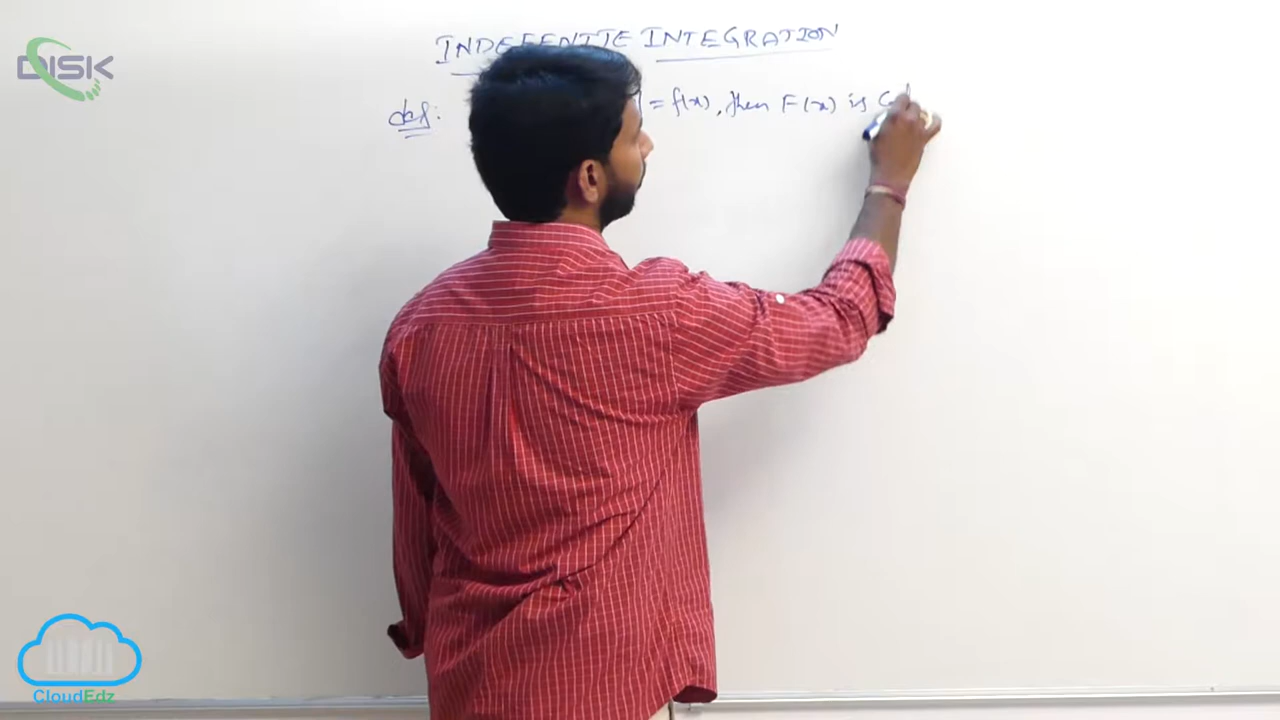 DISK
INDEFENITE INTEGRATION
def: = f(x), then F(x) is
CloudEdz